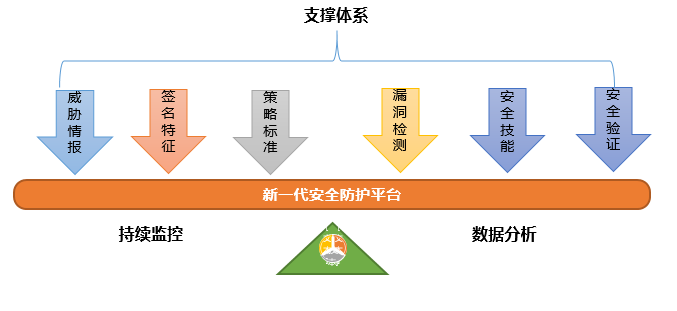 支撑体系
威胁情报
签名特征
策略标准
漏洞检测
安全技能
安全验证
新一代安全防护平台
持续监控
数据分析